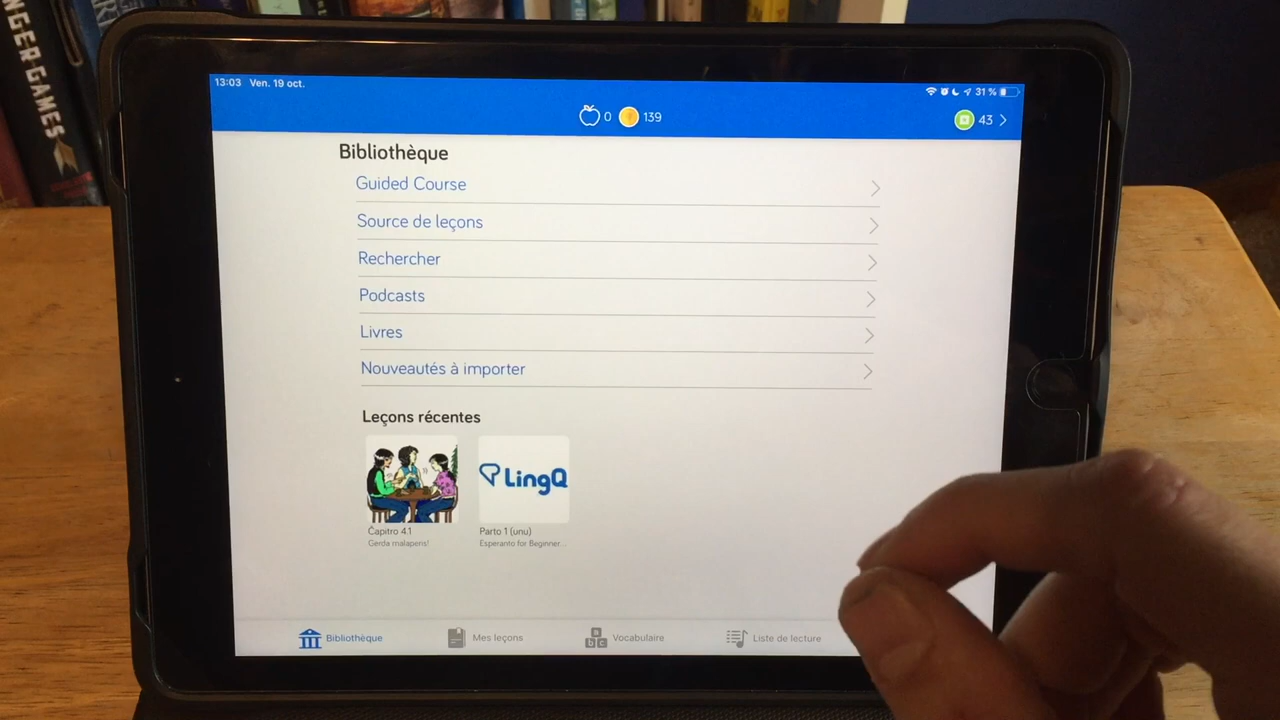 NGER GAMES
13:03 Ven. 19 oct.
31 %
0 139
43
Bibliothèque
Guided Course
Source de leçons
Rechercher
Podcasts
Livres
Nouveautés à importer
Leçons récentes
LingQ
Ĉapitro 4.1
Gerda malaperis!
Parto 1 (unu)
Esperanto for Beginner...
Bibliothèque
Mes leçons
a
b c
Vocabulaire
Liste de lecture